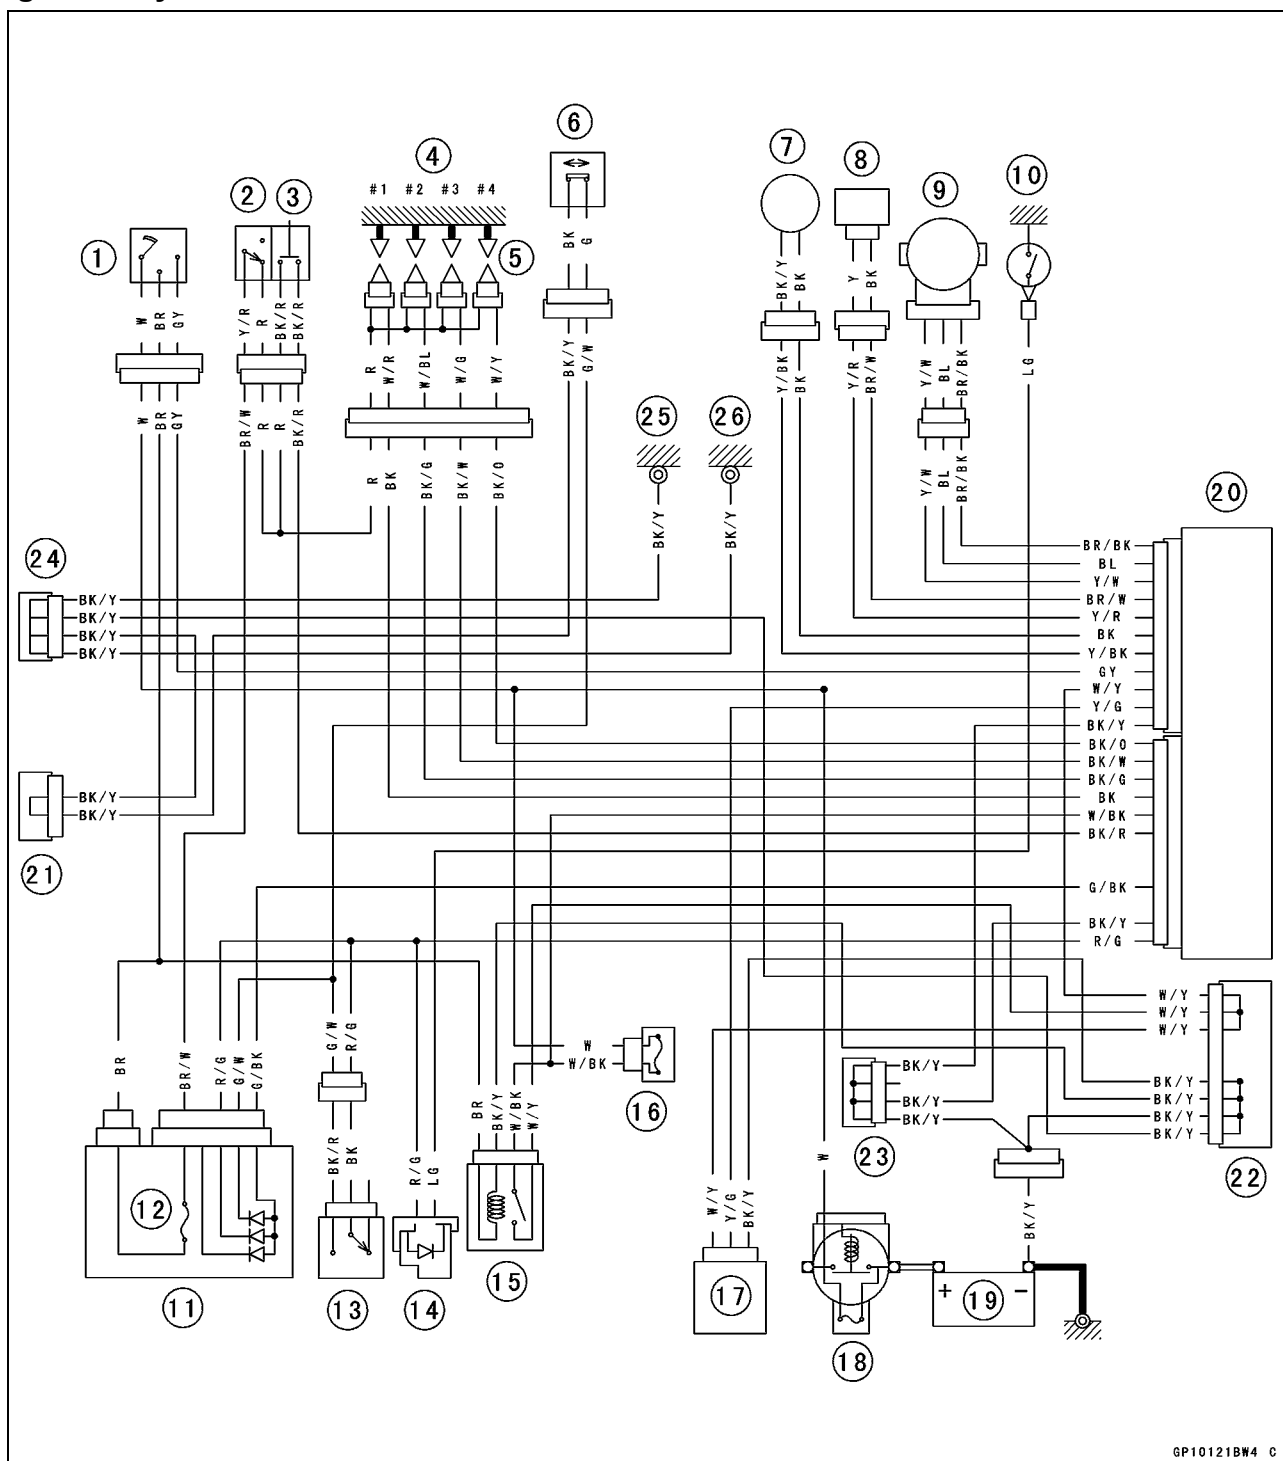 6
7
8
4
10
2
3
9
#1 #2 #3 #4
1
5
BK G
BK/Y BK Y BK
W BR GY
Y/R R BK/R BK/R
R W/R W/BL W/G W/Y
BK/Y G/W
Y/BK BK
Y/R BR/W
Y/W BL BR/BK
LG
W BR GY
BR/W R R BK/R
25
26
R BK BK/G BK/W BK/O
Y/W BL BR/BK
20
BK/Y
BK/Y
24
BR/BK
BL
Y/W
BK/Y
BR/W
BK/Y
Y/R
BK/Y
BK
BK/Y
Y/BK
GY
W/Y
Y/G
BK/Y
BK/O
BK/W
BK/G
BK/Y
BK
BK/Y
W/BK
BK/R
21
G/BK
BK/Y
R/G
W/Y
W/Y
W/Y
W
W/BK
BR
BR/W R/G G/W G/BK
G/W R/G
BR BK/Y W/BK W/Y
16
BK/Y
BK/Y
BK/Y
BK/Y
BK/Y
BK/Y
BK/Y
23
22
BK/R BK
R/G LG
W/Y Y/G BK/Y
W
BK/Y
12
15
17
+ 19 -
11
13
14
18
GP10121BW4 C